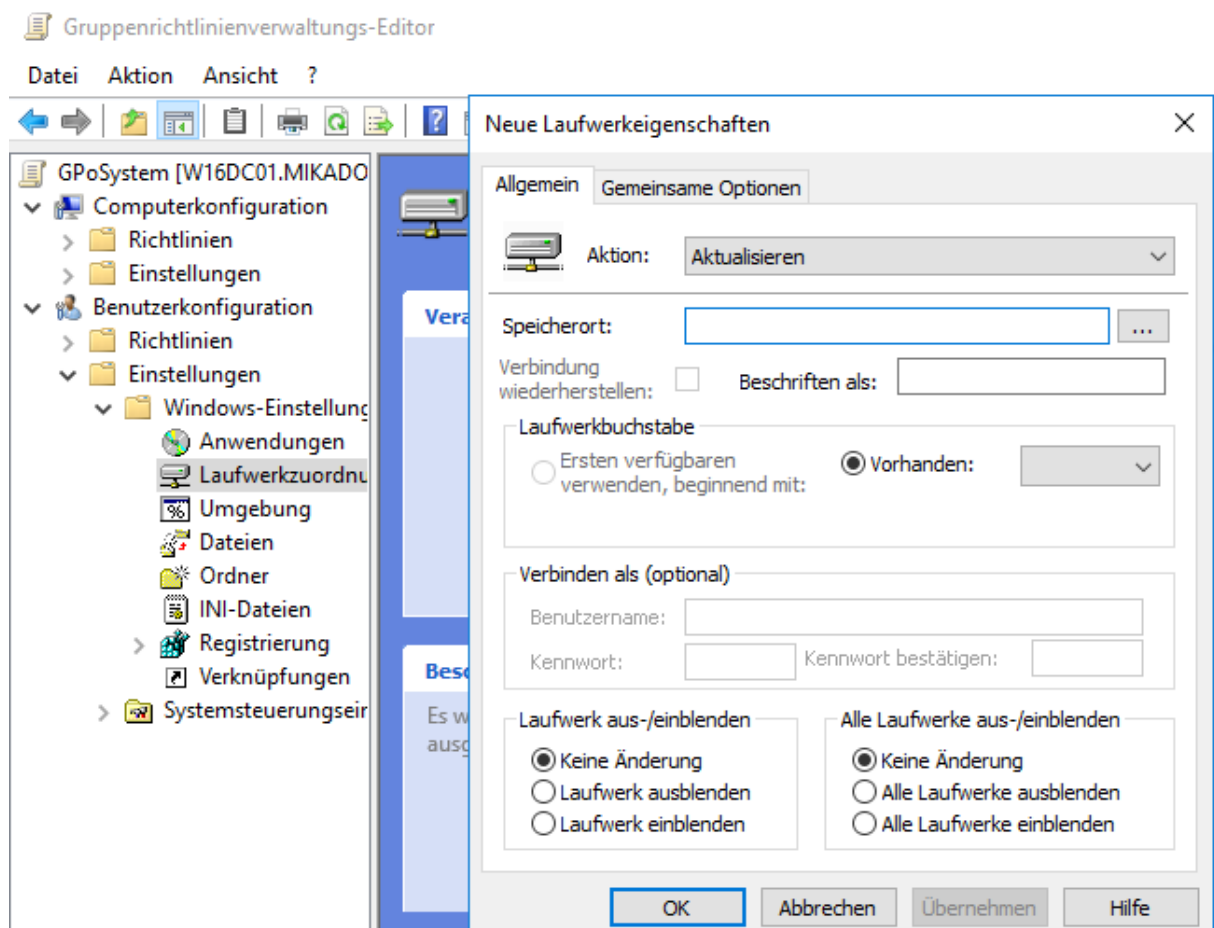 Gruppenrichtlinienverwaltungs-Editor
Datei Aktion Ansicht ?
GPoSystem [W16DC01.MIKADO
Computerkonfiguration
Richtlinien
Einstellungen
Benutzerkonfiguration
Richtlinien
Einstellungen
Windows-Einstellung
Anwendungen
Laufwerkzuordnu
Umgebung
Dateien
Ordner
INI-Dateien
Registrierung
Verknüpfungen
Systemsteuerungsein
Vera
Besc
Es w
ausg
Neue Laufwerkeigenschaften
Allgemein Gemeinsame Optionen
Aktion: Aktualisieren
Speicherort: ...
Verbindung
wiederherstellen: Beschriften als:
Laufwerkbuchstabe
Ersten verfügbaren
verwenden, beginnend mit: Vorhanden:
Verbinden als (optional)
Benutzername:
Kennwort: Kennwort bestätigen:
Laufwerk aus-/einblenden
Keine Änderung
Laufwerk ausblenden
Laufwerk einblenden
Alle Laufwerke aus-/einblenden
Keine Änderung
Alle Laufwerke ausblenden
Alle Laufwerke einblenden
OK Abbrechen Übernehmen Hilfe